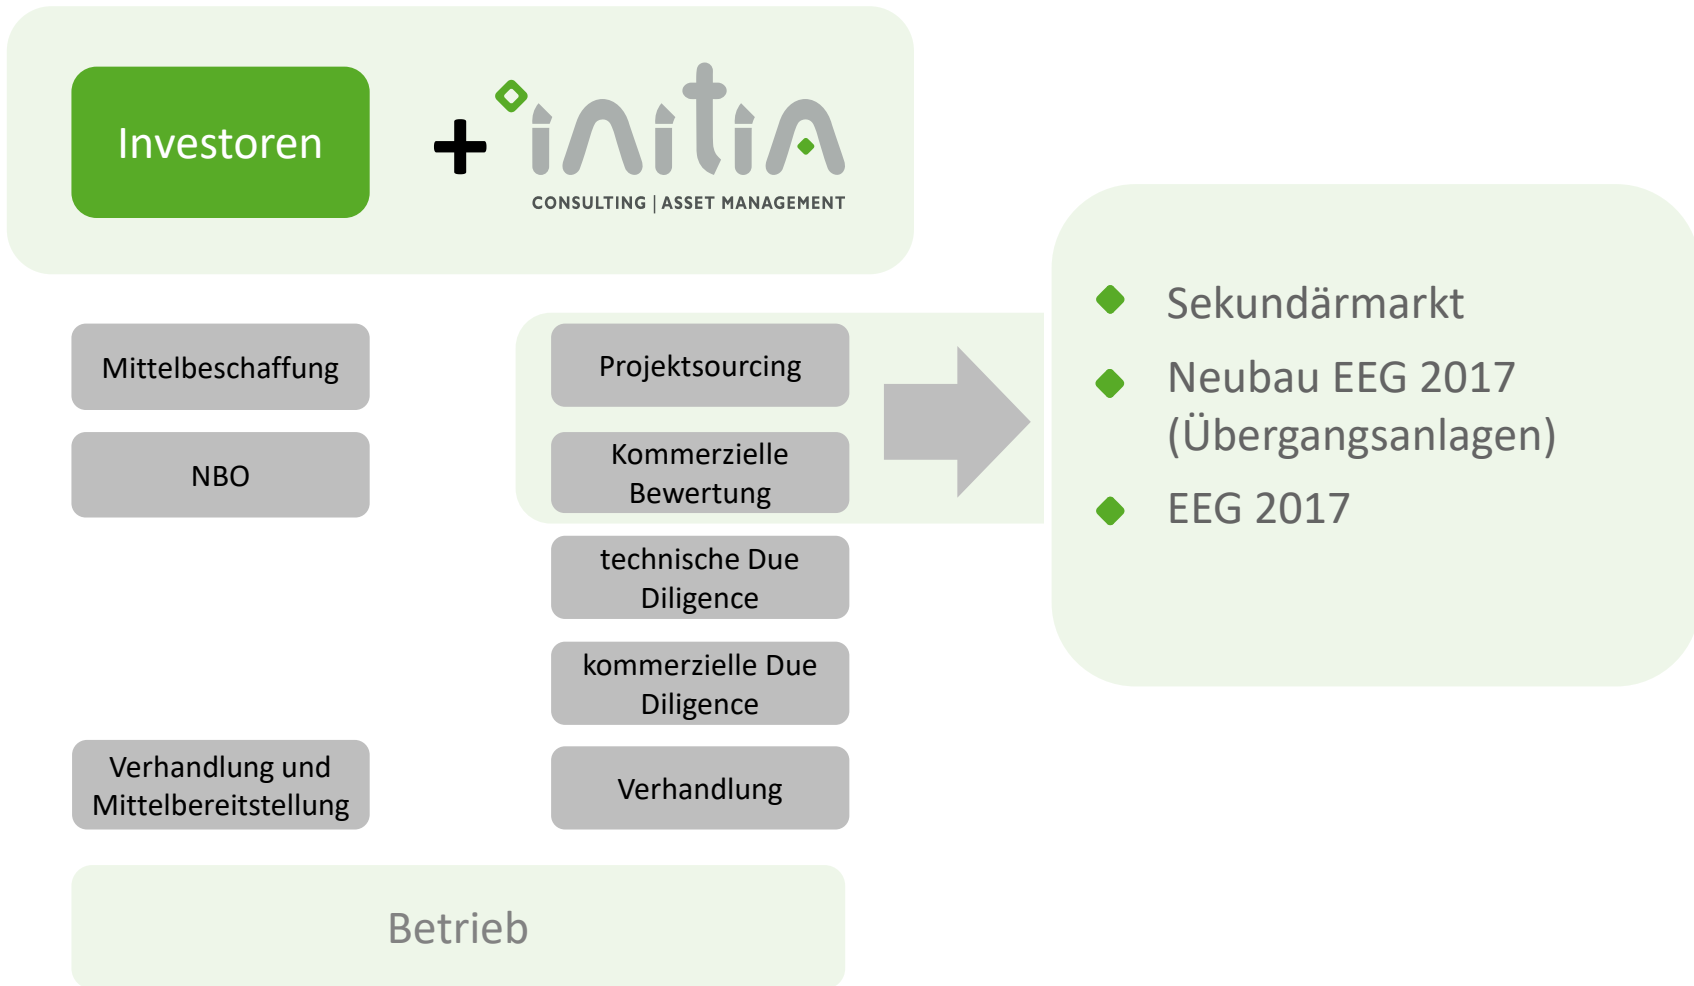 Investoren
+
initia
CONSULTING | ASSET MANAGEMENT
Mittelbeschaffung
NBO
Verhandlung und
Mittelbereitstellung
Projektsourcing
Kommerzielle
Bewertung
technische Due
Diligence
kommerzielle Due
Diligence
Verhandlung
Sekundärmarkt
Neubau EEG 2017
(Übergangsanlagen)
EEG 2017
Betrieb